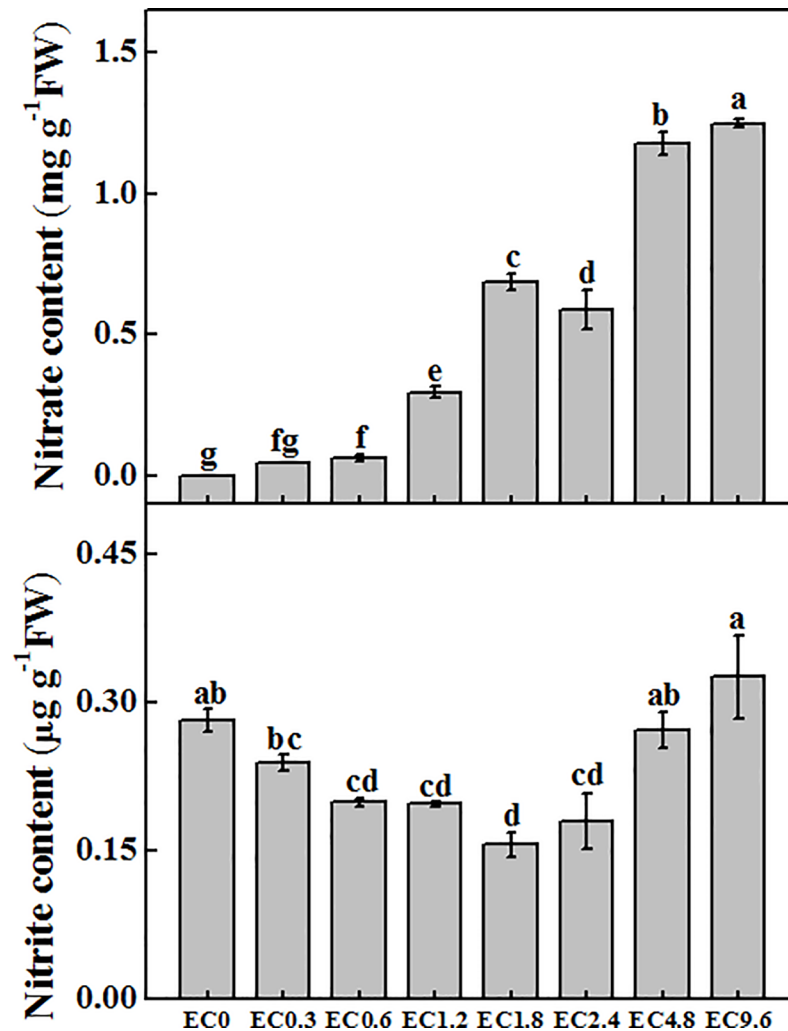 Nitrate content (mg g-1FW)
1.5
1.0
0.5
0.0
g
fg
f
e
c
d
b
a
Nitrite content (μg g-1FW)
0.45
0.30
0.15
0.00
ab
bc
cd
cd
d
cd
ab
a
EC0 EC0.3 EC0.6 EC1.2 EC1.8 EC2.4 EC4.8 EC9.6